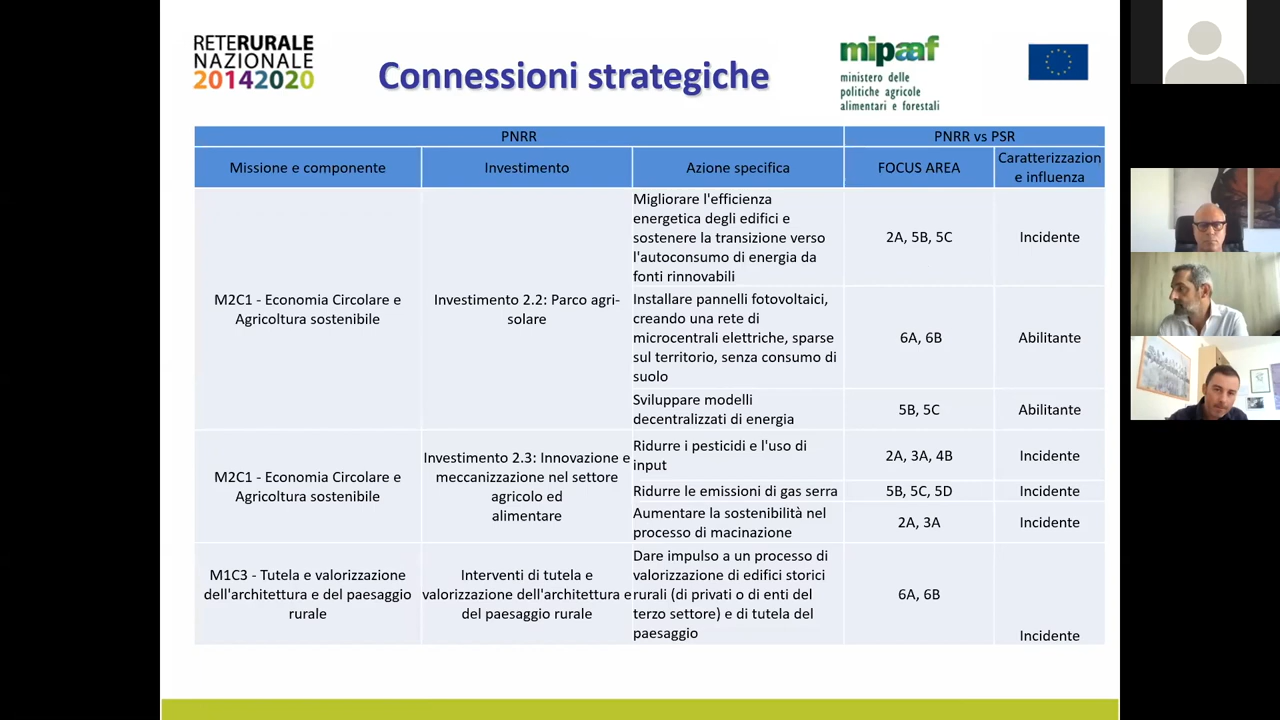 RETERURALE
NAZIONALE
20142020
Connessioni strategiche
mipaaf
ministero delle
politiche agricole
alimentari e forestali
PNRR
PNRR vs PSR
Missione e componente
Investimento
Azione specifica
FOCUS AREA
Caratterizzazion
e influenza
M2C1 - Economia Circolare e
Agricoltura sostenibile
Investimento 2.2: Parco agri-
solare
Migliorare l'efficienza
energetica degli edifici e
sostenere la transizione verso
l'autoconsumo di energia da
fonti rinnovabili
2A, 5B, 5C
Incidente
Installare pannelli fotovoltaici,
creando una rete di
microcentrali elettriche, sparse
sul territorio, senza consumo di
suolo
6A, 6B
Abilitante
Sviluppare modelli
decentralizzati di energia
5B, 5C
Abilitante
M2C1 - Economia Circolare e
Agricoltura sostenibile
Investimento 2.3: Innovazione e
meccanizzazione nel settore
agricolo ed
alimentare
Ridurre i pesticidi e l'uso di
input
2A, 3A, 4B
Incidente
Ridurre le emissioni di gas serra
5B, 5C, 5D
Incidente
Aumentare la sostenibilità nel
processo di macinazione
2A, 3A
Incidente
M1C3 - Tutela e valorizzazione
dell'architettura e del paesaggio
rurale
Interventi di tutela e
valorizzazione dell'architettura e
del paesaggio rurale
Dare impulso a un processo di
valorizzazione di edifici storici
rurali (di privati o di enti del
terzo settore) e di tutela del
paesaggio
6A, 6B
Incidente